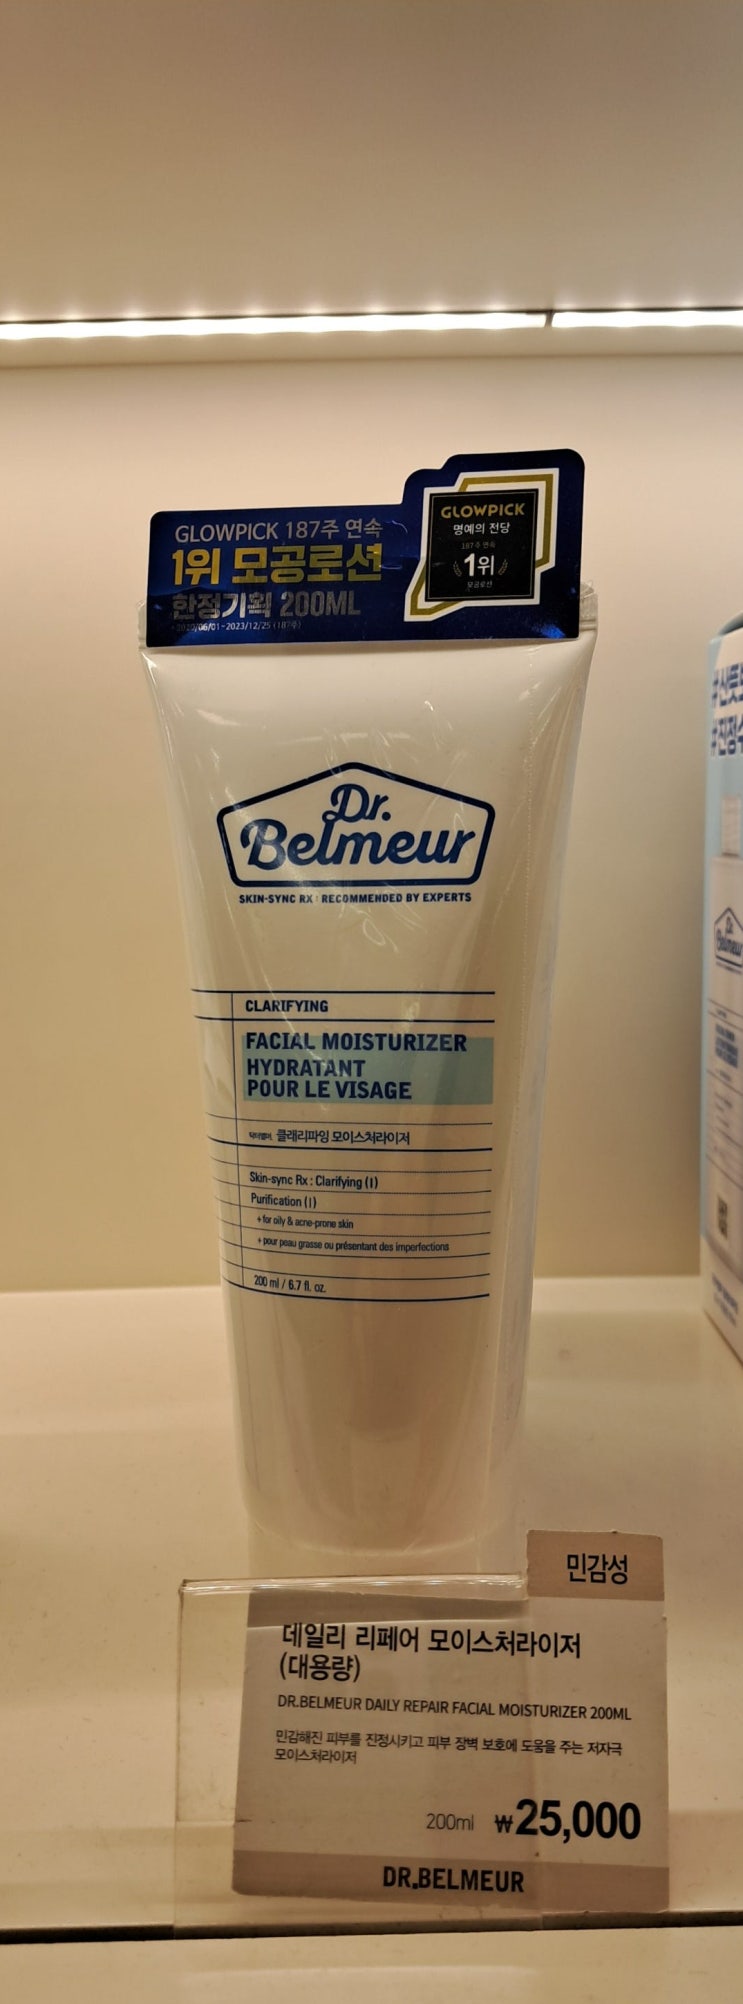 GLOWPICK 187주 연속
1위 모공로션
한정기획 200ML
GLOWPICK
명예의 전당
187주 연속
1위
모공로션
Dr.
Belmeur
SKIN-SYNC RX : RECOMMENDED BY EXPERTS
CLARIFYING
FACIAL MOISTURIZER
HYDRATANT
POUR LE VISAGE
닥터벨머 클래리파잉 모이스처라이저
Skin-sync Rx : Clarifying (I)
Purification (I)
+ for oily & acne-prone skin
+ pour peau grasse ou présentant des imperfections
200 ml / 6.7 fl. oz.
Dr.
Belmeur
민감성
데일리 리페어 모이스처라이저
(대용량)
DR.BELMEUR DAILY REPAIR FACIAL MOISTURIZER 200ML
민감해진 피부를 진정시키고 피부 장벽 보호에 도움을 주는 저자극
모이스처라이저
200ml ₩25,000
DR.BELMEUR